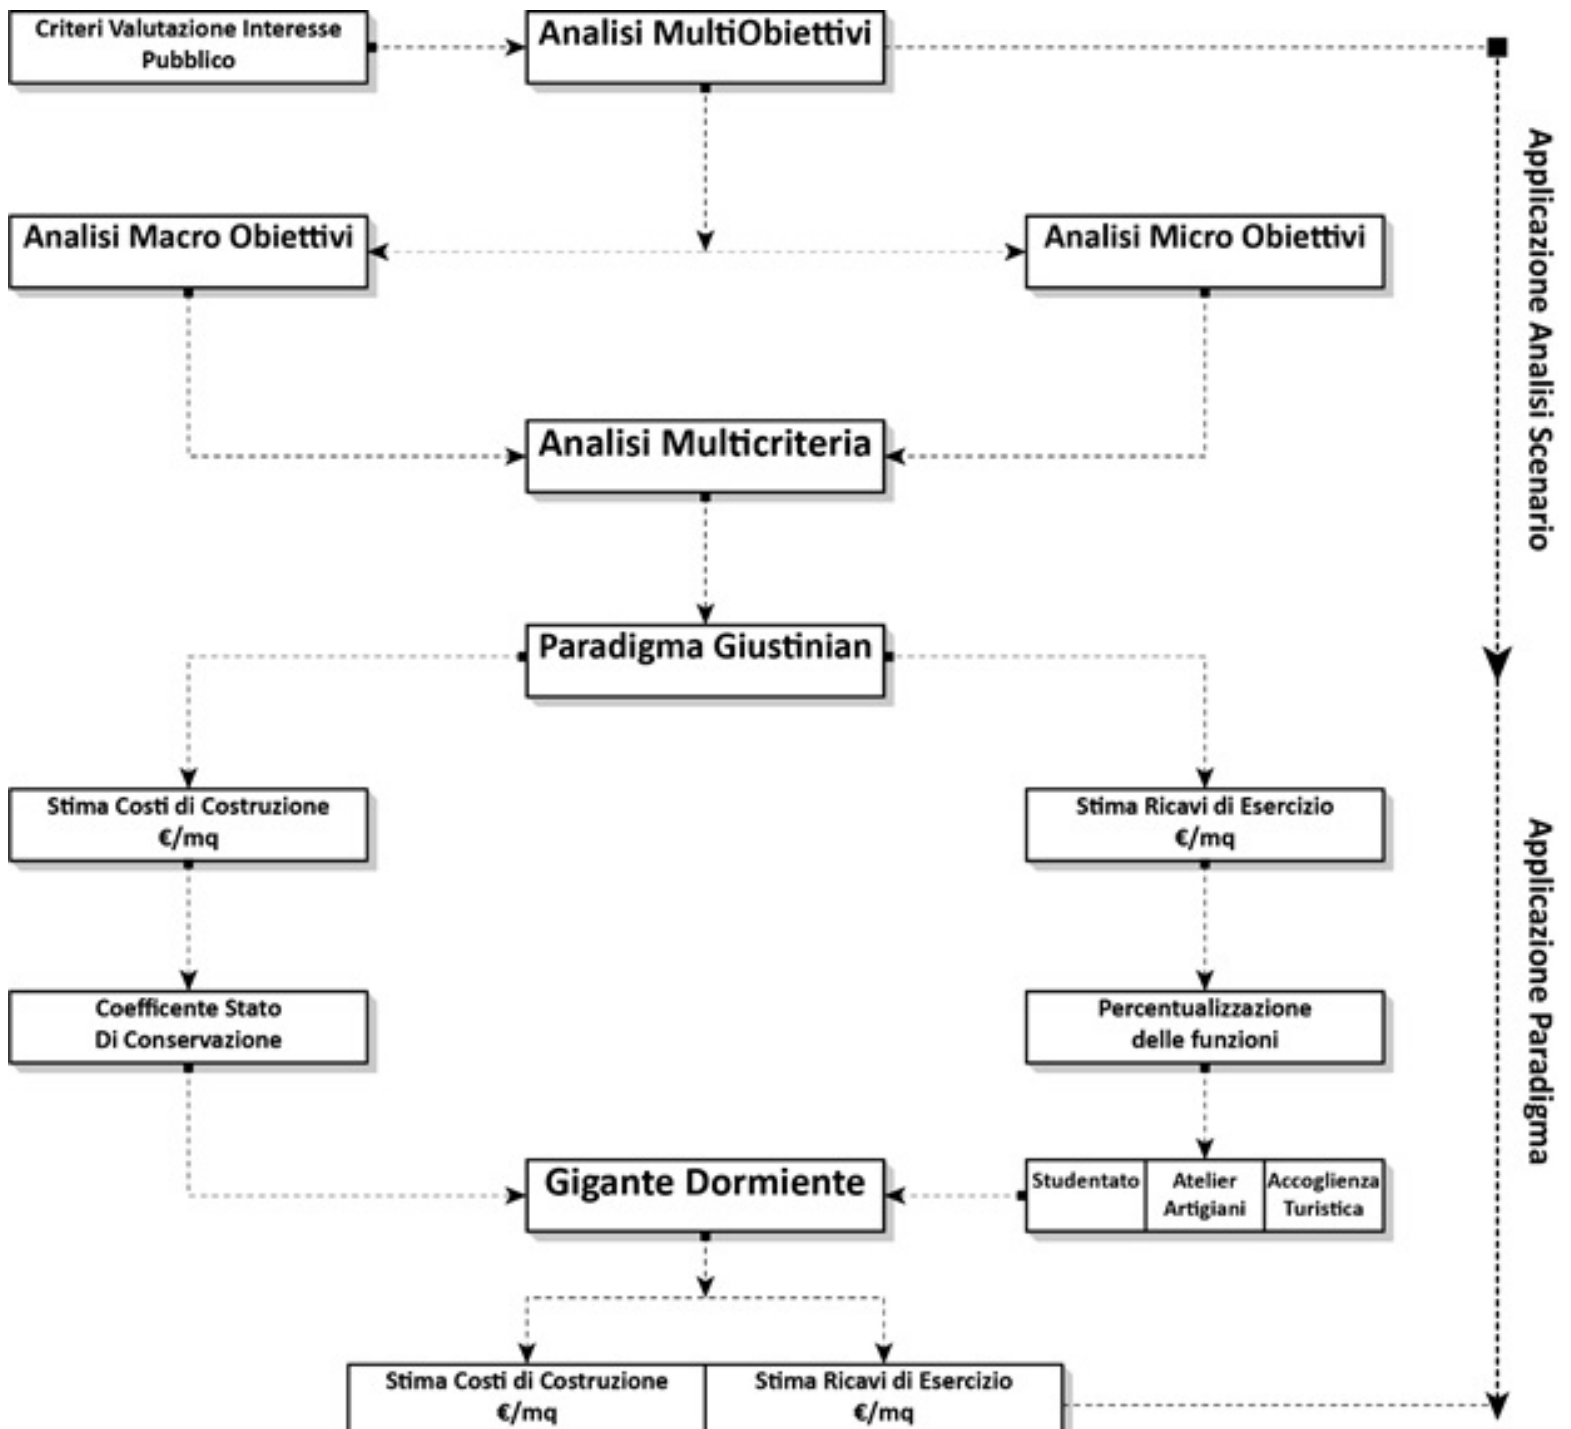 Criteri Valutazione Interesse
Pubblico
Analisi MultiObiettivi
Analisi Macro Obiettivi
Analisi Micro Obiettivi
Analisi Multicriteria
Paradigma Giustinian
Applicazione Analisi Scenario
Stima Costi di Costruzione
€/mq
Stima Ricavi di Esercizio
€/mq
Coefficente Stato
Di Conservazione
Percentualizzazione
delle funzioni
Applicazione Paradigma
Gigante Dormiente
Studentato
Atelier
Artigiani
Accoglienza
Turistica
Stima Costi di Costruzione
€/mq
Stima Ricavi di Esercizio
€/mq